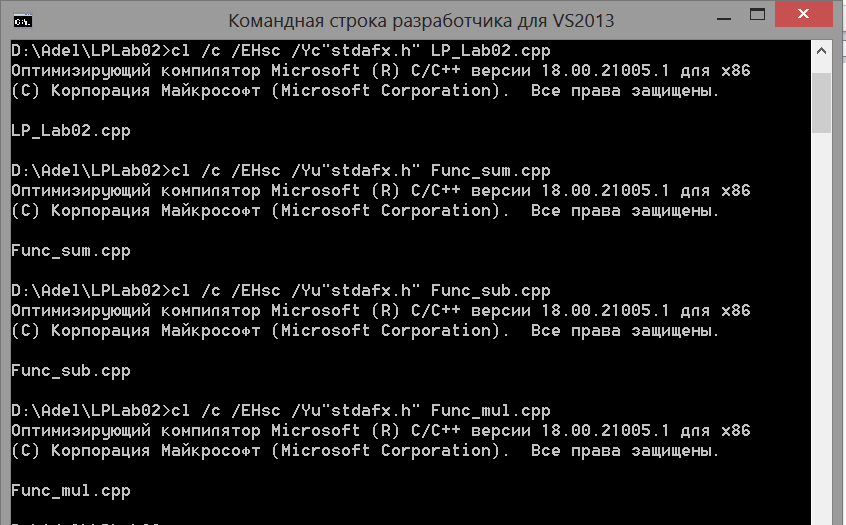 Командная строка разработчика для VS2013
D:\Adel\LPLab02>cl /c /EHsc /Yc"stdafx.h" LP_Lab02.cpp
Оптимизирующий компилятор Microsoft (R) C/C++ версии 18.00.21005.1 для x86
(C) Корпорация Майкрософт (Microsoft Corporation).  Все права защищены.
LP_Lab02.cpp
D:\Adel\LPLab02>cl /c /EHsc /Yu"stdafx.h" Func_sum.cpp
Оптимизирующий компилятор Microsoft (R) C/C++ версии 18.00.21005.1 для x86
(C) Корпорация Майкрософт (Microsoft Corporation).  Все права защищены.
Func_sum.cpp
D:\Adel\LPLab02>cl /c /EHsc /Yu"stdafx.h" Func_sub.cpp
Оптимизирующий компилятор Microsoft (R) C/C++ версии 18.00.21005.1 для x86
(C) Корпорация Майкрософт (Microsoft Corporation).  Все права защищены.
Func_sub.cpp
D:\Adel\LPLab02>cl /c /EHsc /Yu"stdafx.h" Func_mul.cpp
Оптимизирующий компилятор Microsoft (R) C/C++ версии 18.00.21005.1 для x86
(C) Корпорация Майкрософт (Microsoft Corporation).  Все права защищены.
Func_mul.cpp